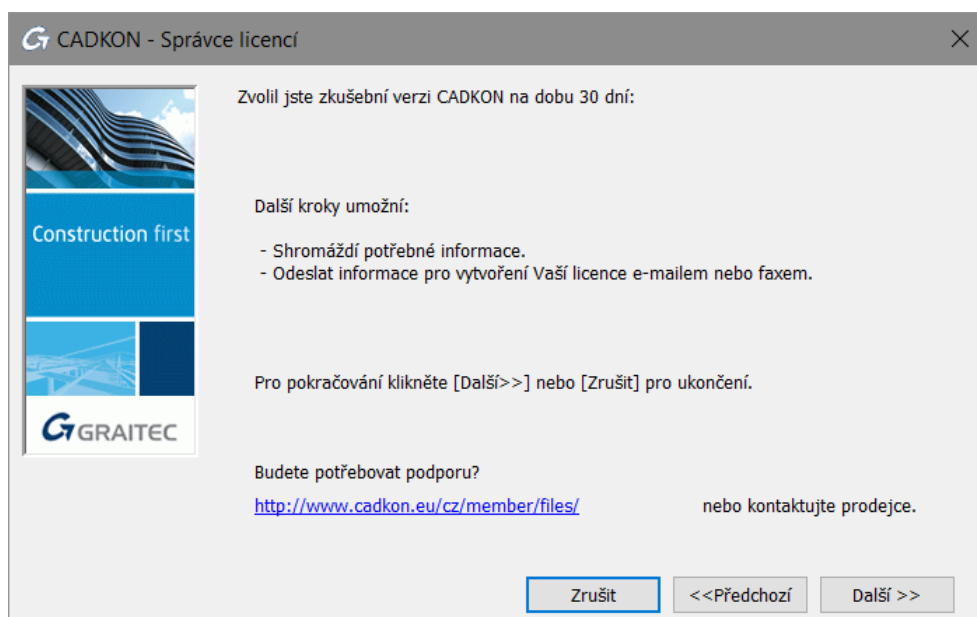 CADKON - Správce licencí
Zvolil jste zkušební verzi CADKON na dobu 30 dní:
Construction first
GRAITEC
Další kroky umožní:
- Shromáždí potřebné informace.
- Odeslat informace pro vytvoření Vaší licence e-mailem nebo faxem.
Pro pokračování klikněte [Další>>] nebo [Zrušit] pro ukončení.
Budete potřebovat podporu?
http://www.cadkon.eu/cz/member/files/ nebo kontaktujte prodejce.
Zrušit <<Předchozí Další >>